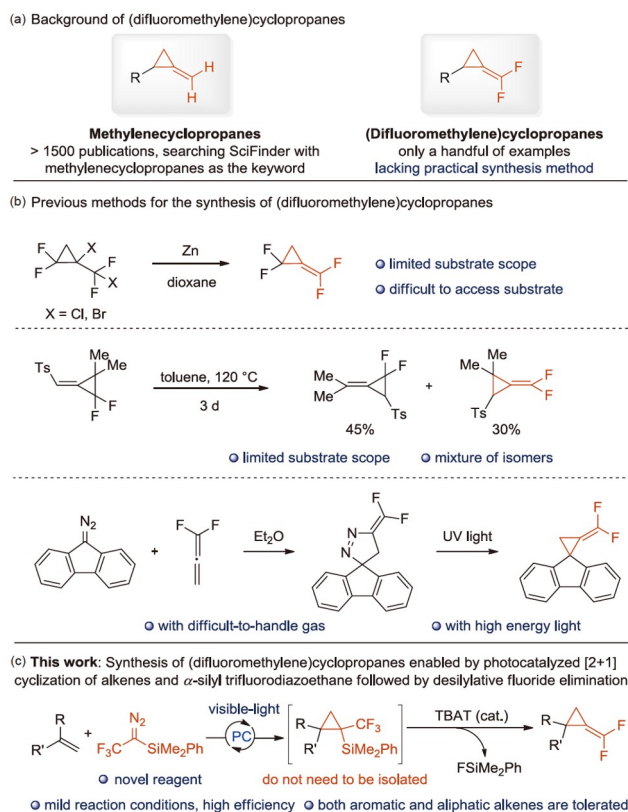 (a) Background of (difluoromethylene)cyclopropanes
R H H
R F F
Methylenecyclopropanes
> 1500 publications, searching SciFinder with
methylenecyclopropanes as the keyword
(Difluoromethylene)cyclopropanes
only a handful of examples
lacking practical synthesis method
(b) Previous methods for the synthesis of (difluoromethylene)cyclopropanes
F F X F X F
X = Cl, Br
Zn
dioxane
F F F F
limited substrate scope
difficult to access substrate
Ts Me Me F F
toluene, 120 °C
3 d
Me Me F F Ts
45%
+
Me Me F F Ts
30%
limited substrate scope
mixture of isomers
N2
+
F F
Et2O
N N F F
UV light
F F
with difficult-to-handle gas
with high energy light
(c) This work: Synthesis of (difluoromethylene)cyclopropanes enabled by photocatalyzed [2+1]
cyclization of alkenes and α-silyl trifluorodiazoethane followed by desilylative fluoride elimination
R R'
+
N2 F3C SiMe2Ph
novel reagent
visible-light
PC
R R' CF3 SiMe2Ph
do not need to be isolated
TBAT (cat.)
FSiMe2Ph
R R' F F
mild reaction conditions, high efficiency
both aromatic and aliphatic alkenes are tolerated